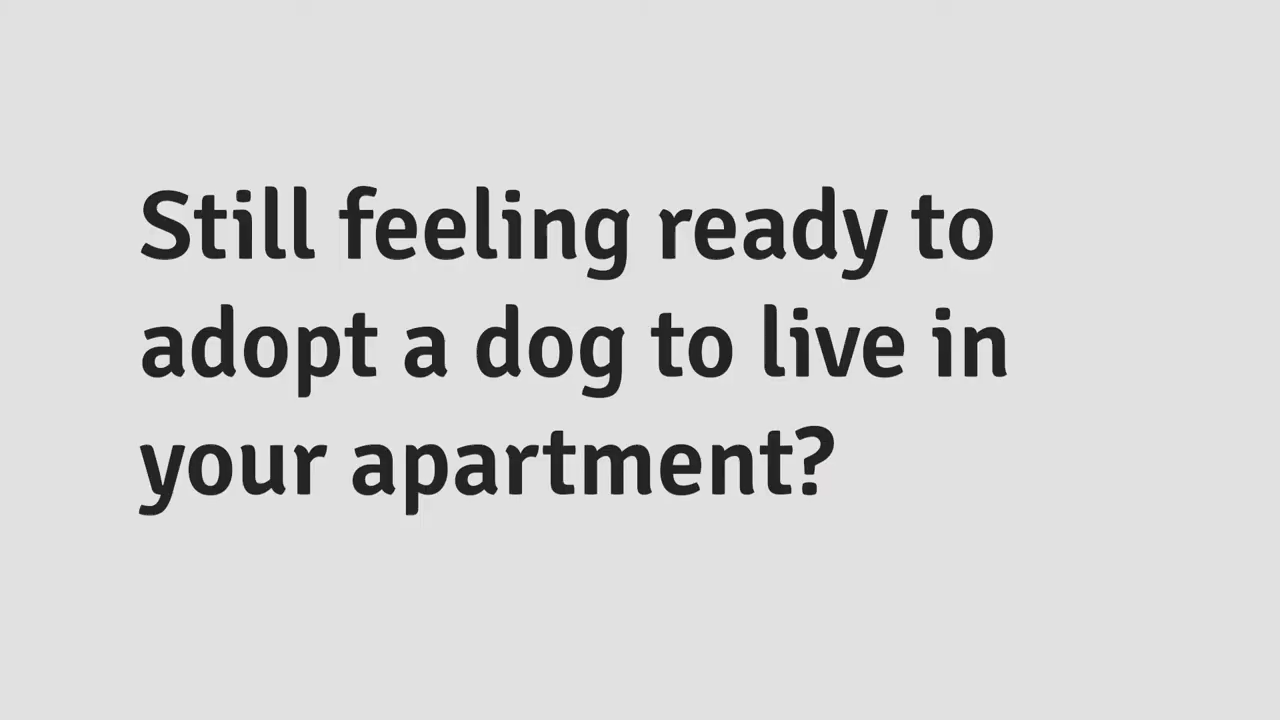 Still feeling ready to
adopt a dog to live in
your apartment?